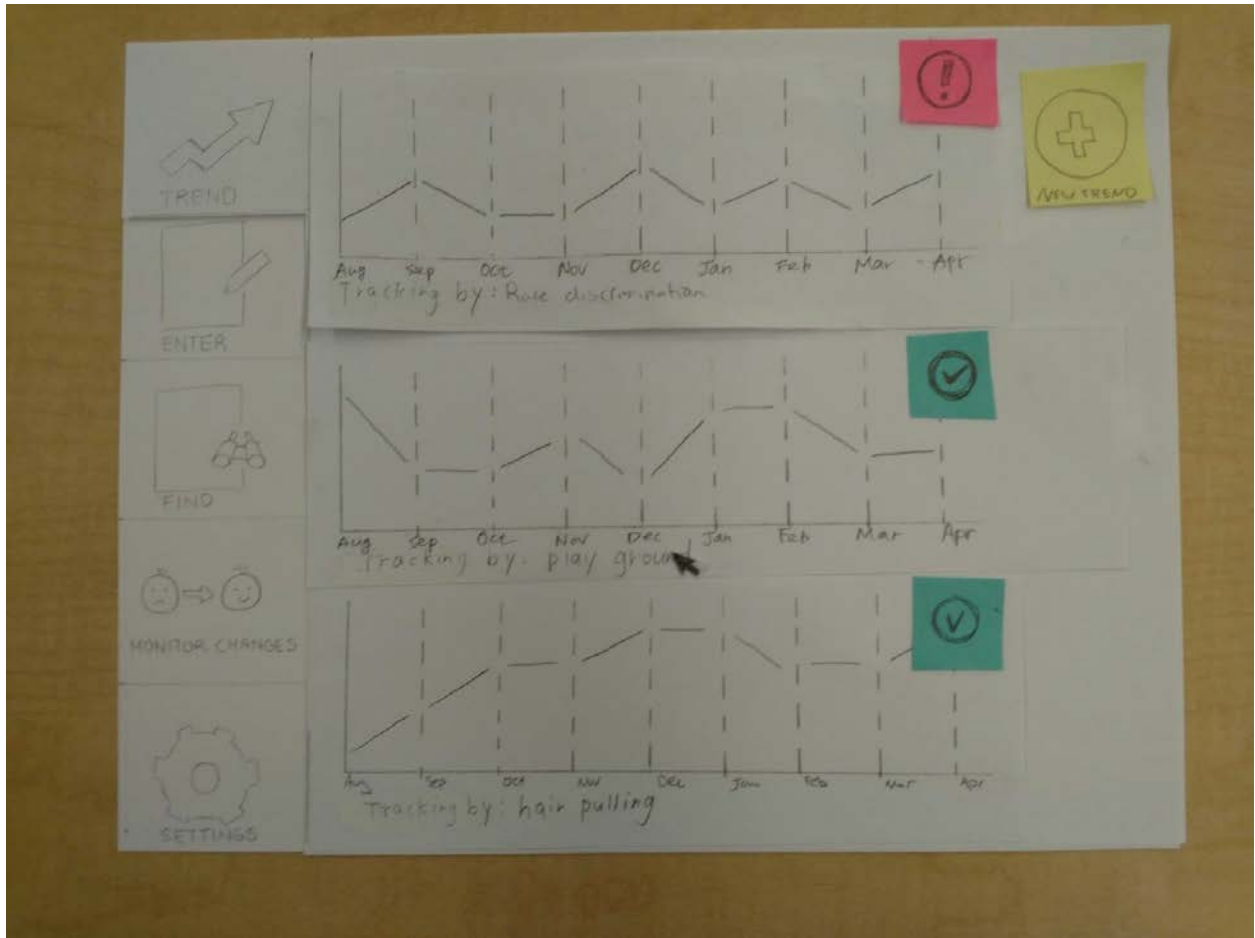 TREND
ENTER
FIND
MONITOR CHANGES
SETTINGS
!
NEW TREND
Aug Sep Oct Nov Dec Jan Feb Mar Apr
Tracking by: Race discrimination
Aug Sep Oct Nov Dec Jan Feb Mar Apr
Tracking by: play ground
Aug Sep Oct Nov Dec Jan Feb Mar Apr
Tracking by: hair pulling